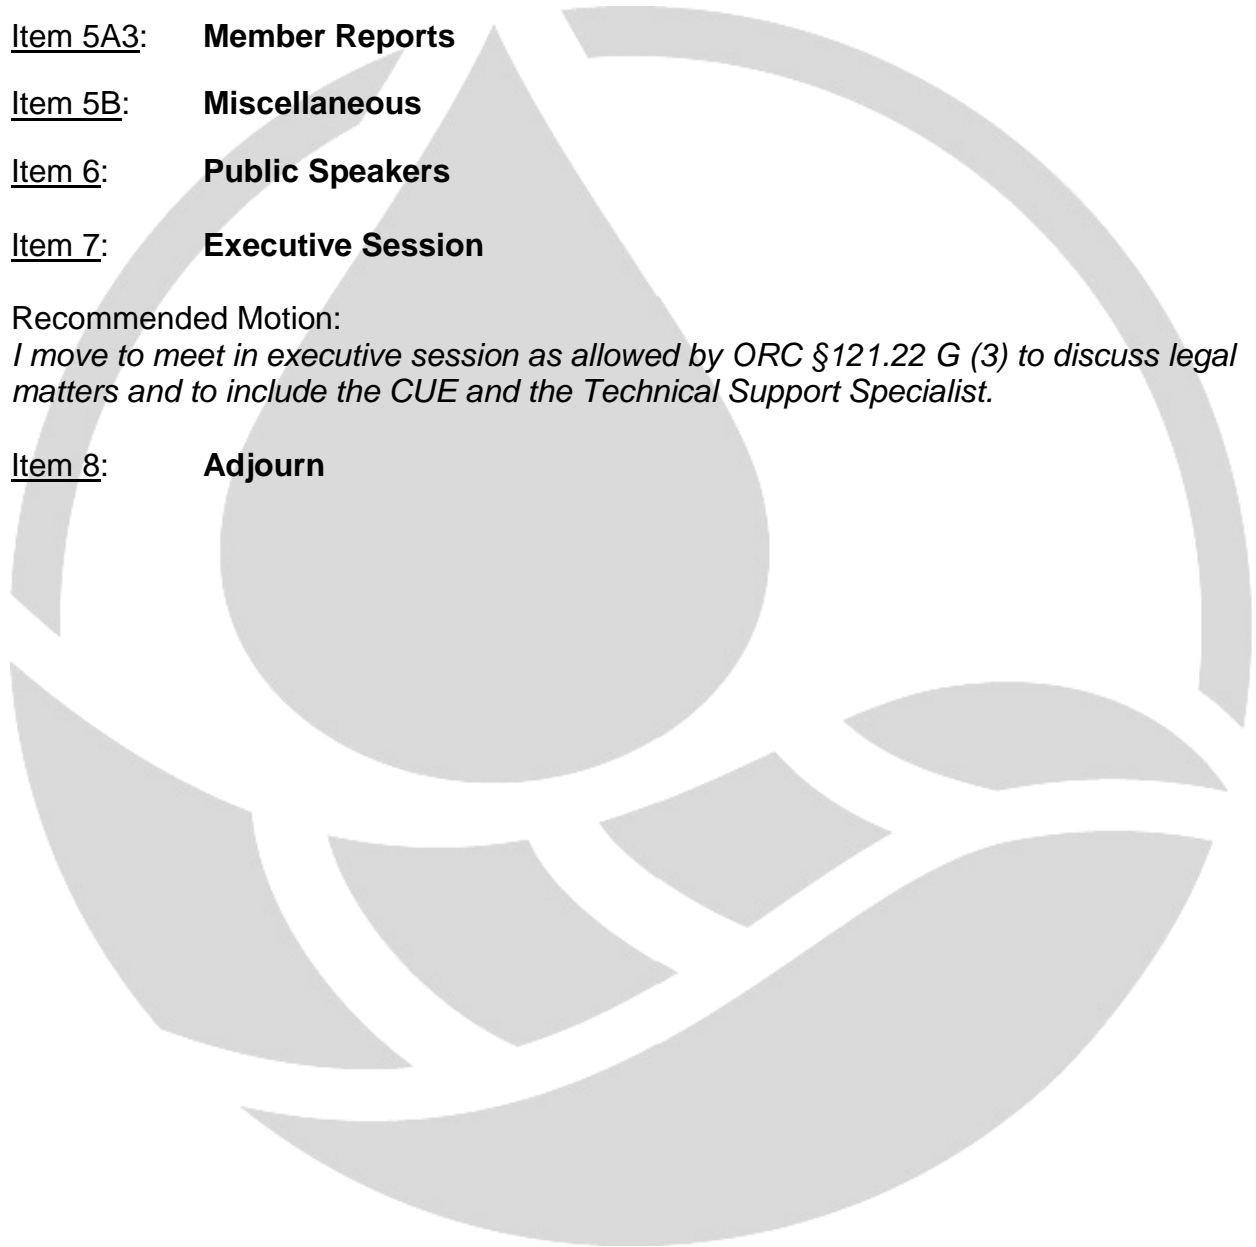 Item 5A3: Member Reports
Item 5B: Miscellaneous
Item 6: Public Speakers
Item 7: Executive Session
Recommended Motion:
I move to meet in executive session as allowed by ORC §121.22 G (3) to discuss legal
matters and to include the CUE and the Technical Support Specialist.
Item 8: Adjourn